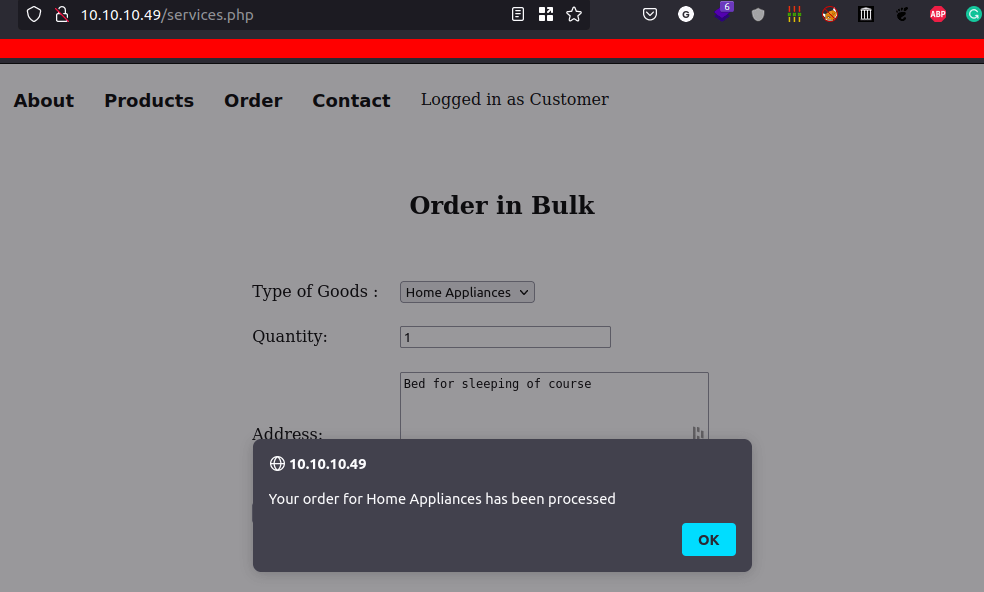 10.10.10.49/services.php
G
6
ABP
G
About Products Order Contact Logged in as Customer
Order in Bulk
Type of Goods : Home Appliances
Quantity: 1
Bed for sleeping of course
Address:
10.10.10.49
Your order for Home Appliances has been processed
OK